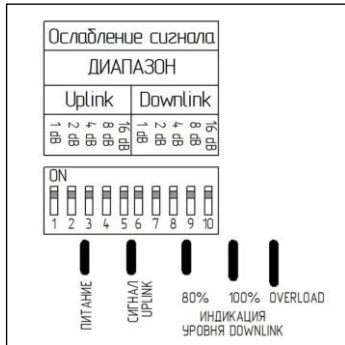 Ослабление сигнала
ДИАПАЗОН
Uplink Downlink
1 dB 2 dB 4 dB 8 dB 16 dB 1 dB 2 dB 4 dB 8 dB 16 dB
ON
1 2 3 4 5 6 7 8 9 10
ПИТАНИЕ
СИГНАЛ
UPLINK
80% 100% OVERLOAD
ИНДИКАЦИЯ
УРОВНЯ DOWNLINK